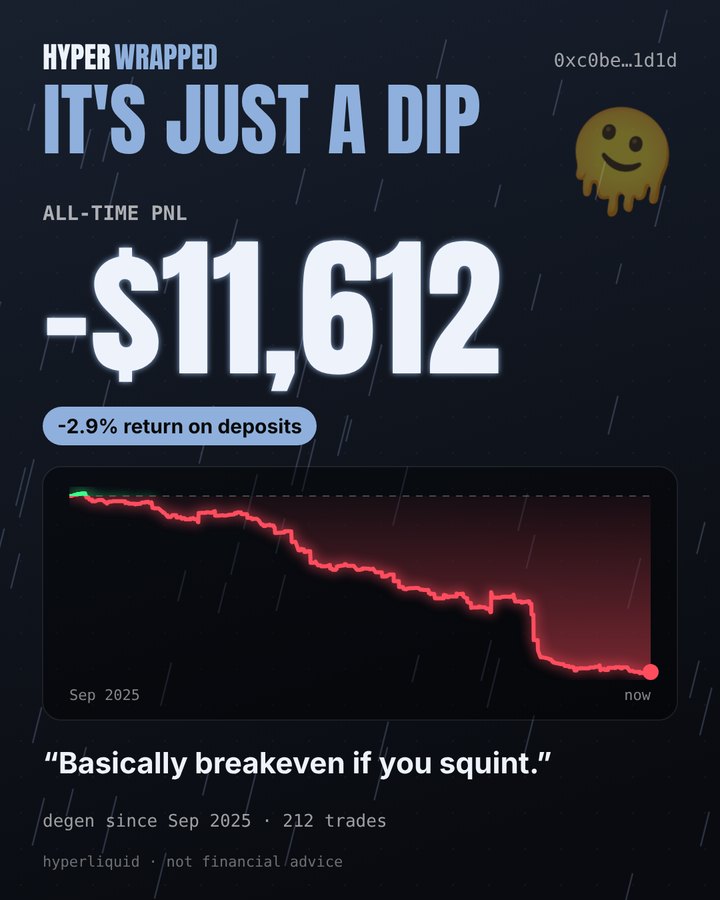 HYPER WRAPPED
0xc0be…1d1d
IT'S JUST A DIP
ALL-TIME PNL
-$11,612
-2.9% return on deposits
Sep 2025
now
“Basically breakeven if you squint.”
degen since Sep 2025 · 212 trades
hyperliquid · not financial advice